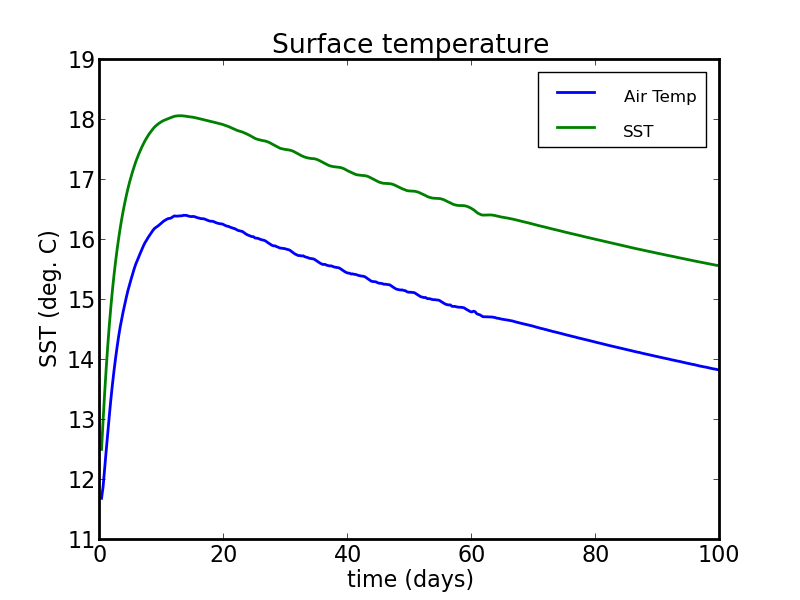 Surface temperature
19
18
17
16
15
14
13
12
11
SST (deg. C)
Air Temp
SST
0 20 40 60 80 100
time (days)